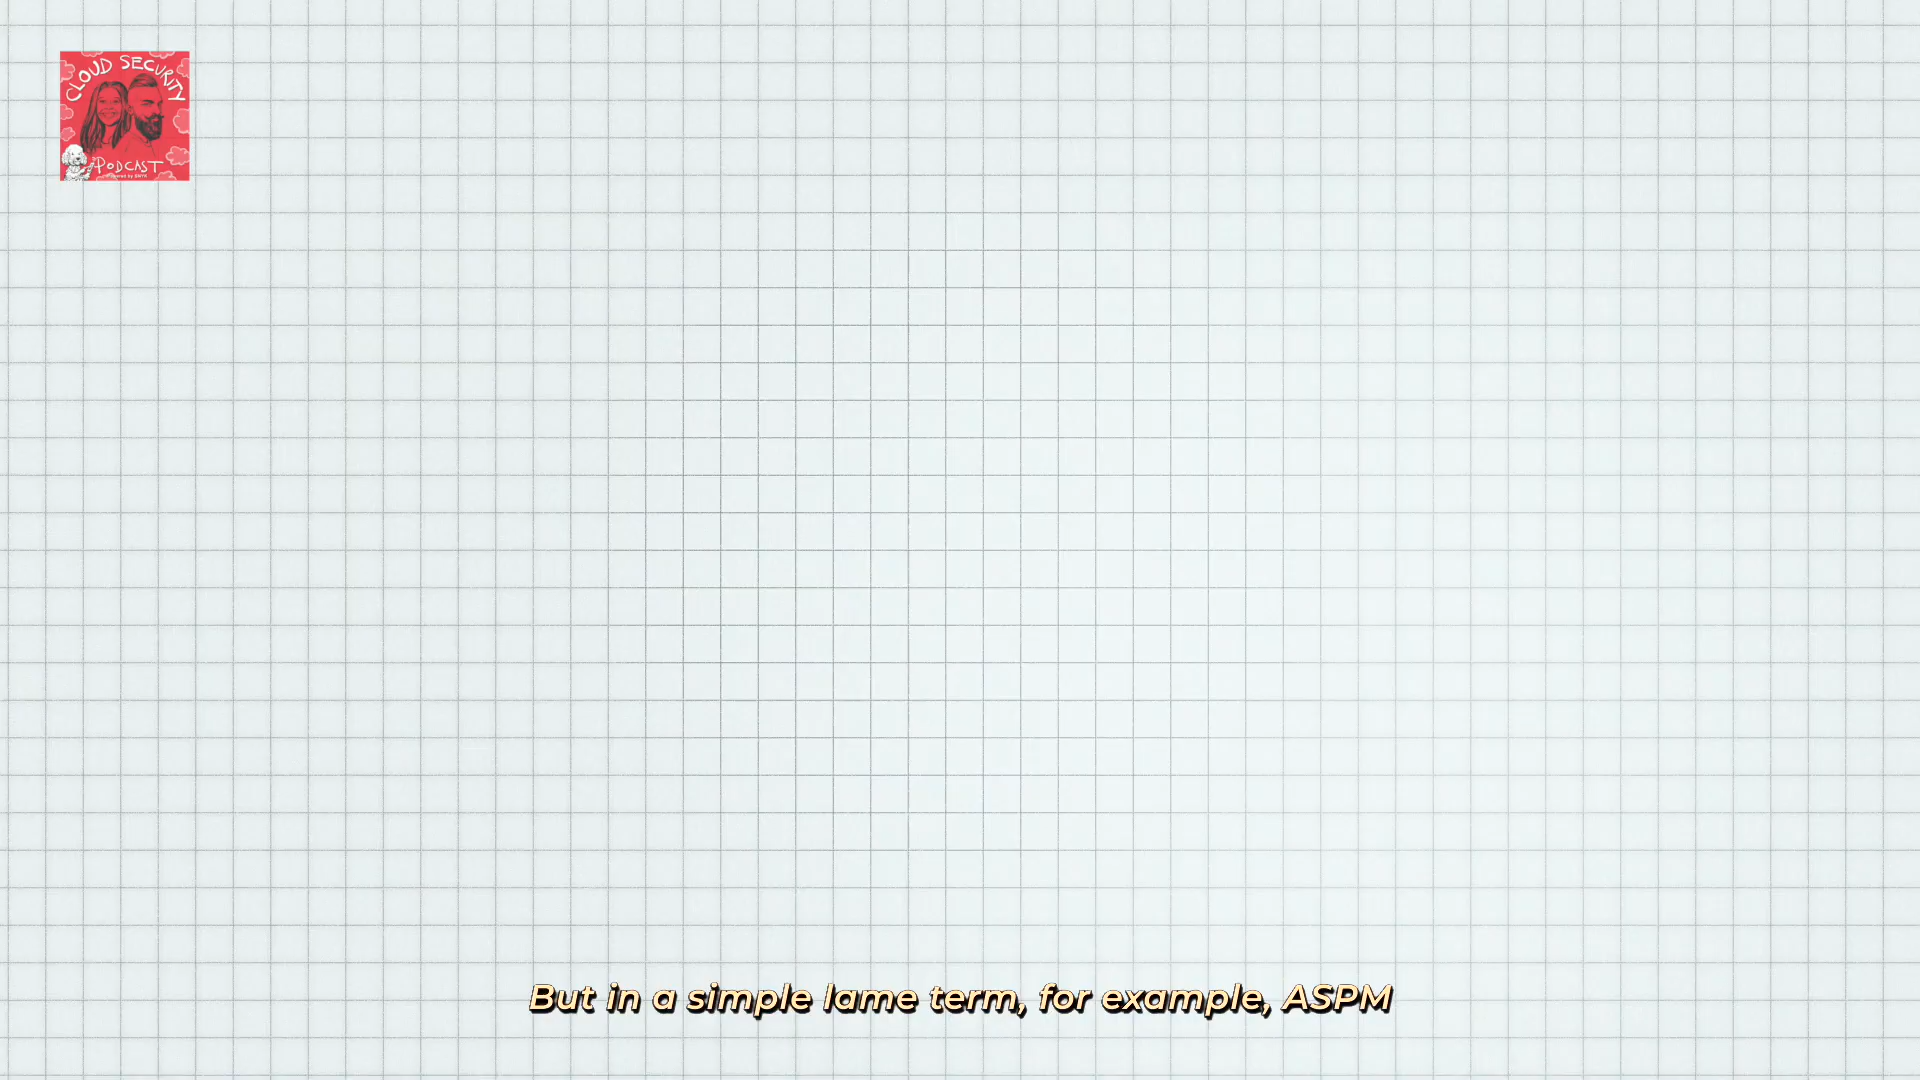 CLOUD SECURITY
PODCAST
But in a simple lame term, for example, ASPM